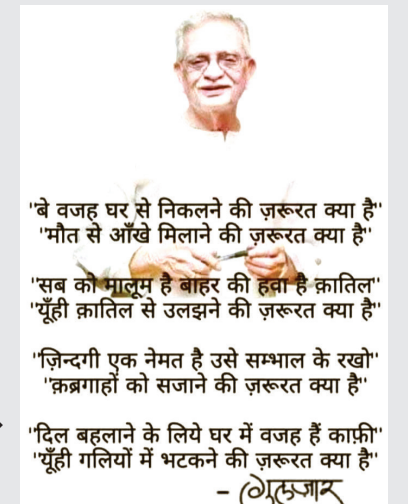 "बे वजह घर से निकलने की ज़रूरत क्या है"
"मौत से आँखे मिलाने की ज़रूरत क्या है"
"सब को मालूम है बाहर की हवा है क़ातिल"
"यूँही क़ातिल से उलझने की ज़रूरत क्या है"
"ज़िन्दगी एक नेमत है उसे सम्भाल के रखो"
"क़ब्रगाहों को सजाने की ज़रूरत क्या है"
"दिल बहलाने के लिये घर में वजह हैं काफ़ी"
"यूँही गलियों में भटकने की ज़रूरत क्या है"
- गुलज़ार